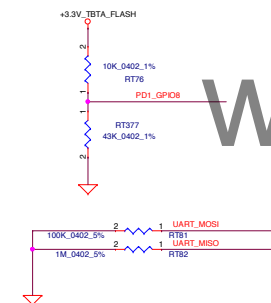 +3.3V_TBTA_FLASH
2
10K_0402_1%
RT76
1
PD1_GPIO8
W
1
RT377
43K_0402_1%
2
2 1 UART_MOSI
100K_0402_5% RT81
2 1 UART_MISO
1M_0402_5% RT82